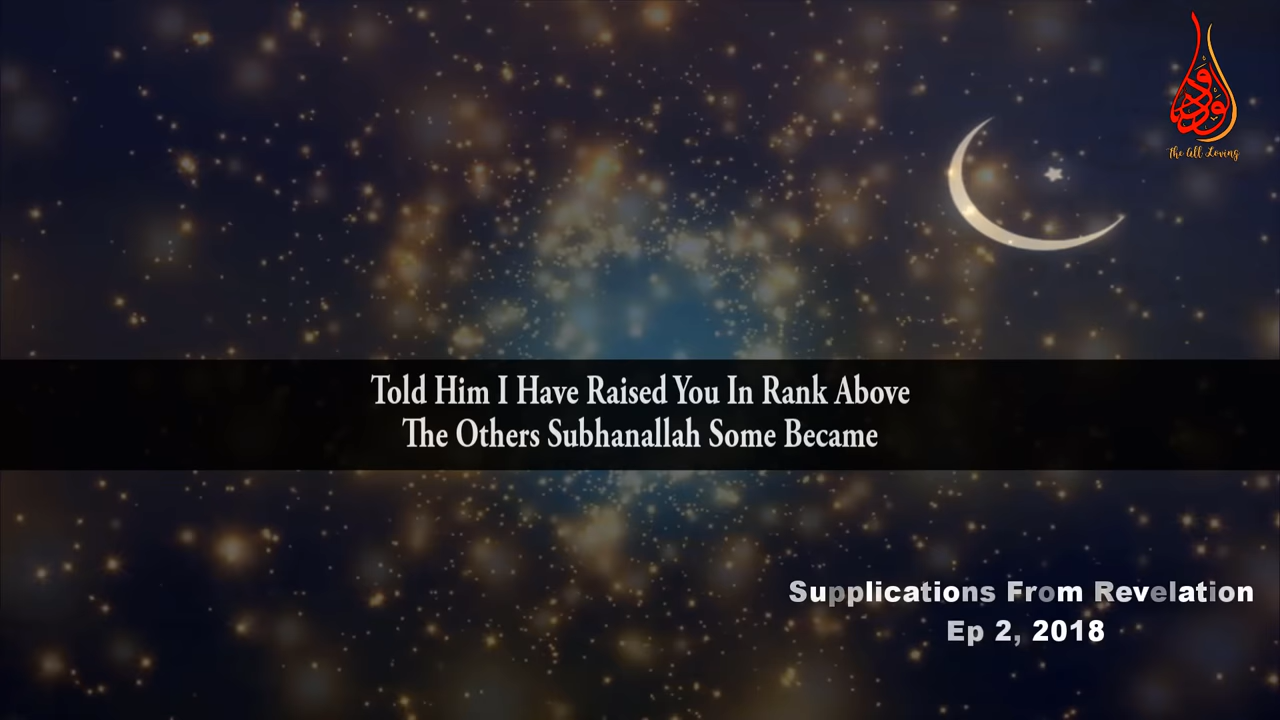 الودود
The All Loving
Told Him I Have Raised You In Rank Above
The Others Subhanallah Some Became
Supplications From Revelation
Ep 2, 2018